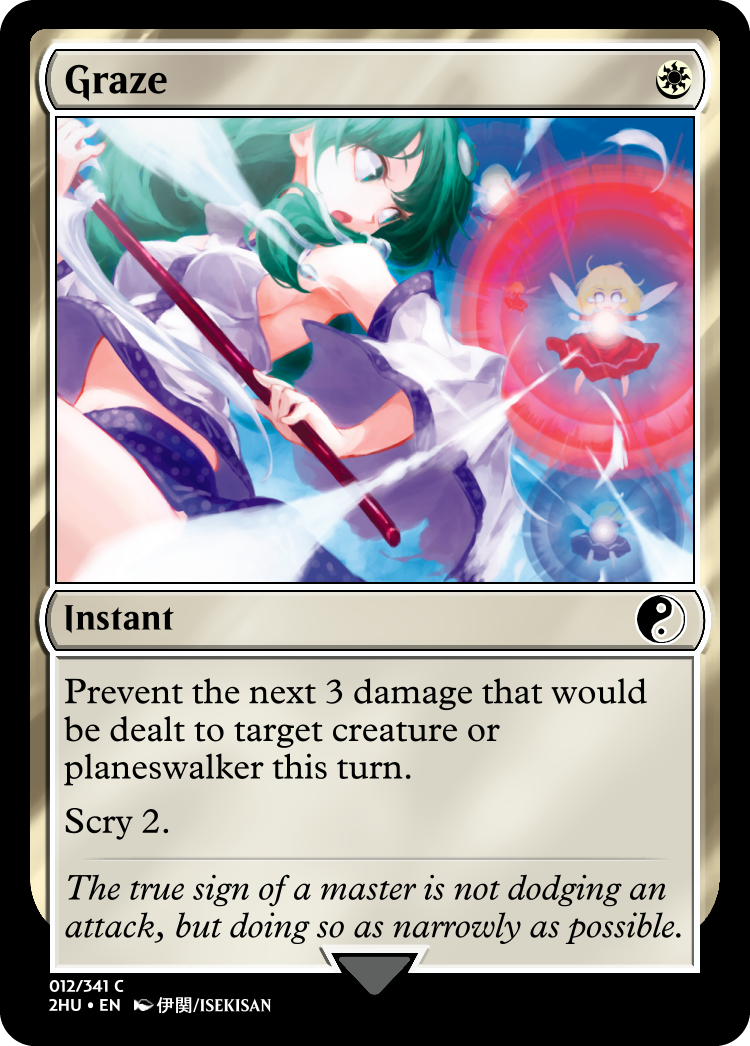 Graze
Instant
Prevent the next 3 damage that would
be dealt to target creature or
planeswalker this turn.
Scry 2.
The true sign of a master is not dodging an
attack, but doing so as narrowly as possible.
012/341 C
2HU • EN 伊関/ISEKISAN